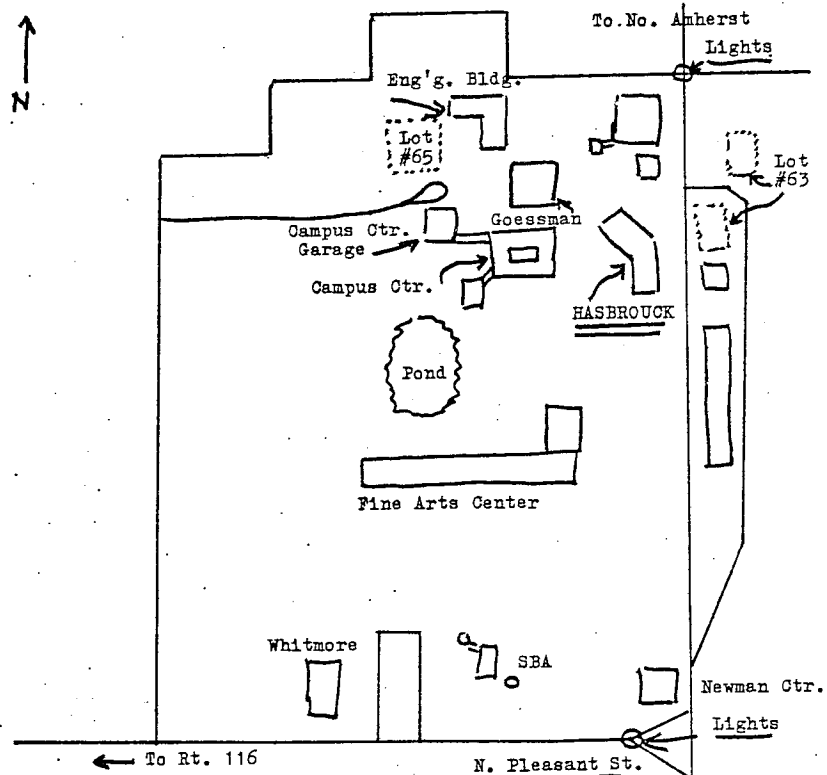 To.No. Amherst
Lights
N
Eng'g. Bldg.
Lot
#65
Lot
#63
Goessman
Campus Ctr.
Garage
Campus Ctr.
HASBROUCK
Pond
Fine Arts Center
Whitmore
SBA
Newman Ctr.
Lights
To Rt. 116
N. Pleasant St.